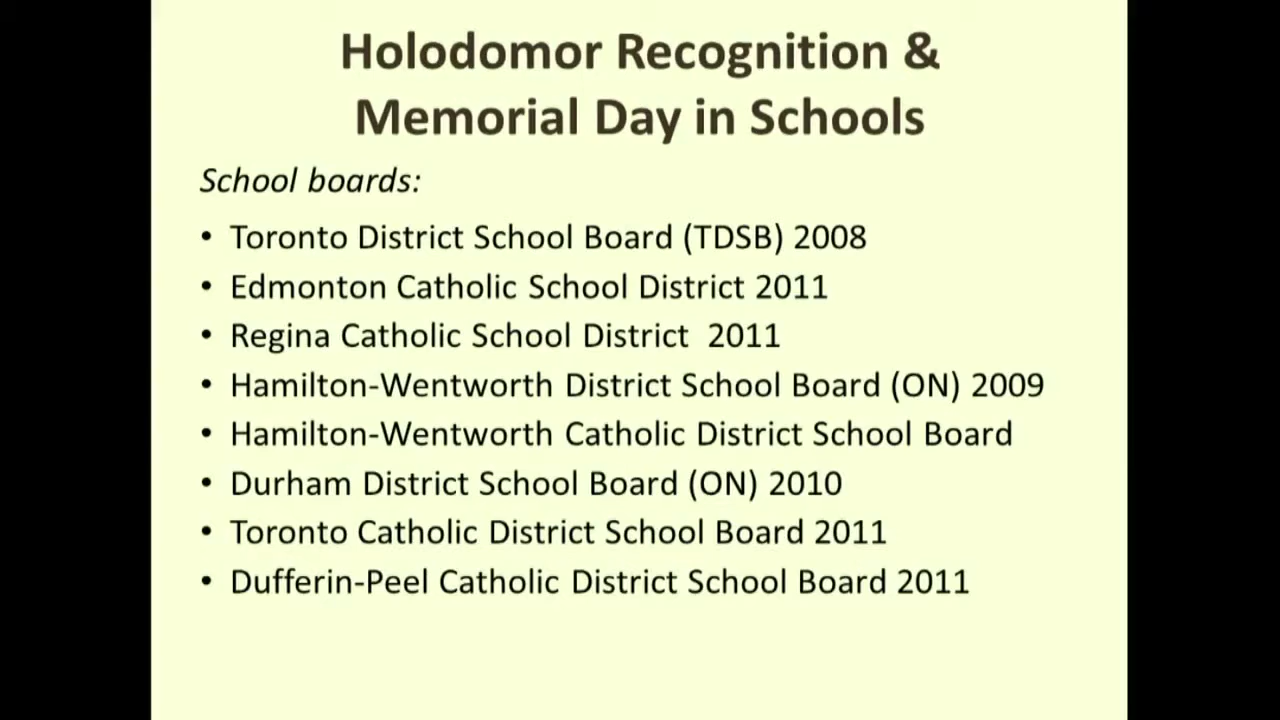 Holodomor Recognition &
Memorial Day in Schools
School boards:
• Toronto District School Board (TDSB) 2008
• Edmonton Catholic School District 2011
• Regina Catholic School District  2011
• Hamilton-Wentworth District School Board (ON) 2009
• Hamilton-Wentworth Catholic District School Board
• Durham District School Board (ON) 2010
• Toronto Catholic District School Board 2011
• Dufferin-Peel Catholic District School Board 2011